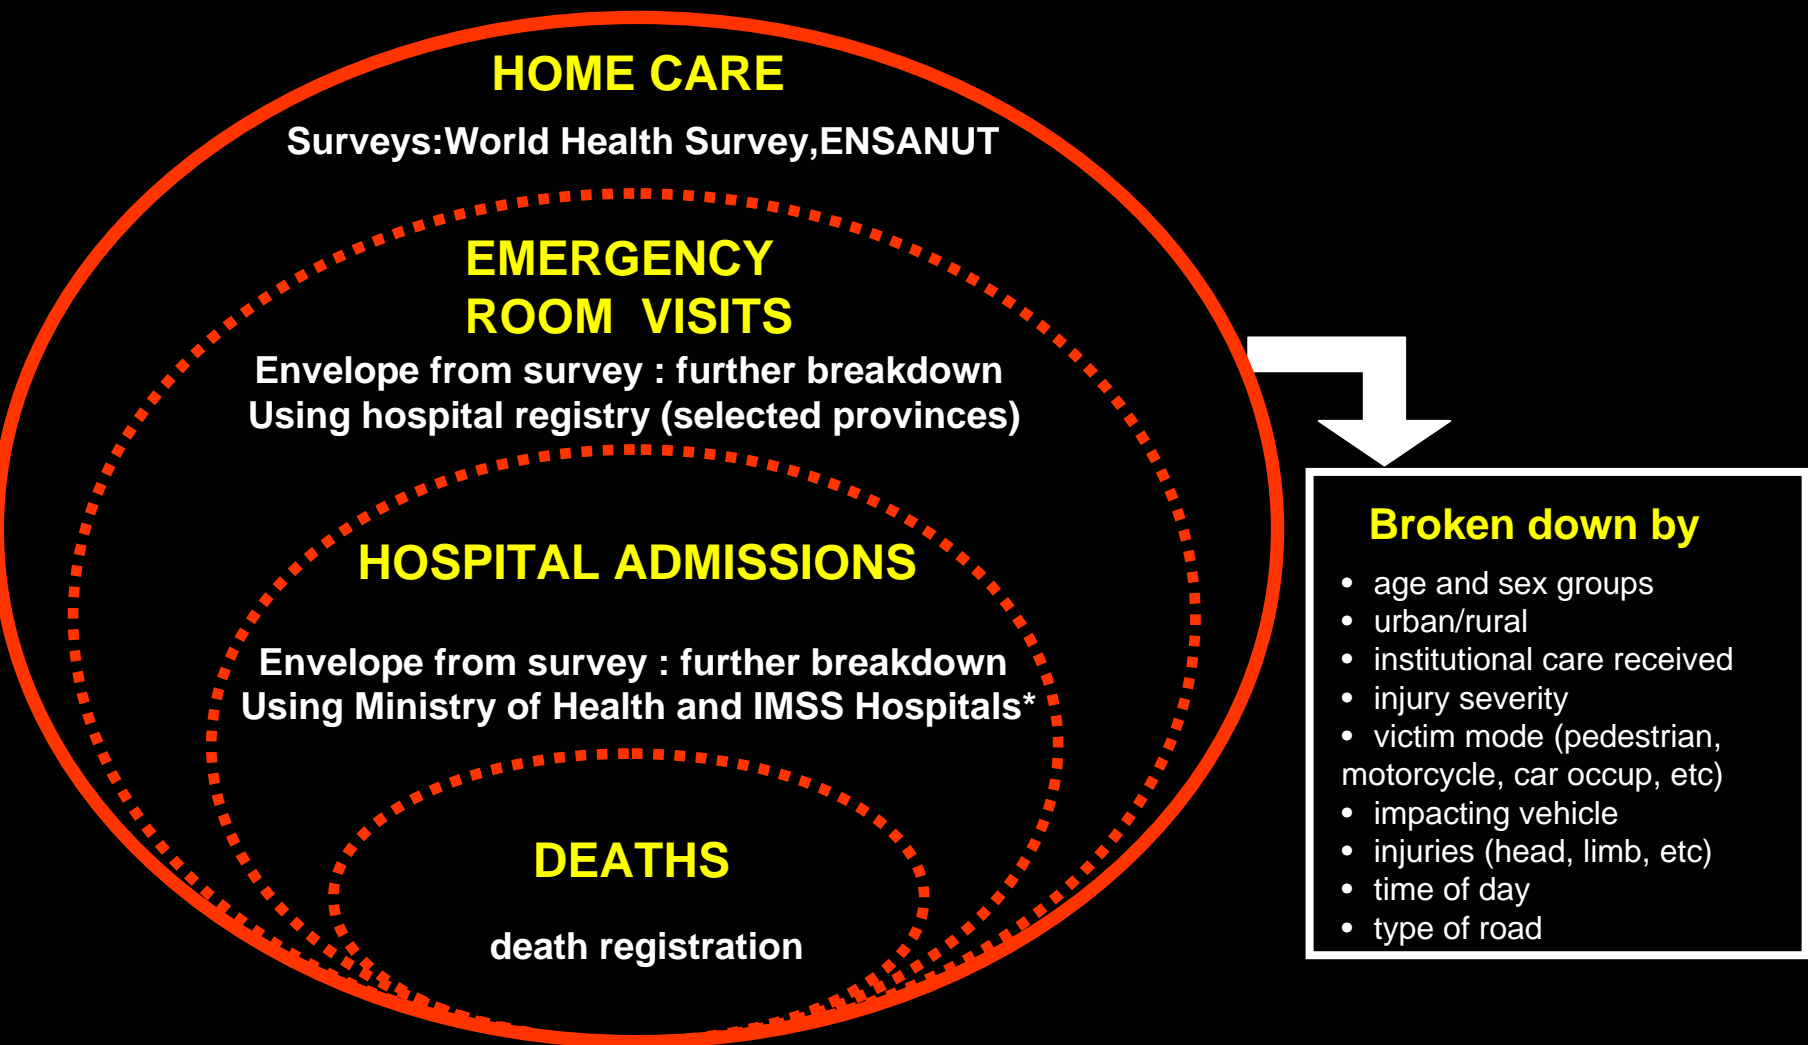 HOME CARE
Surveys:World Health Survey,ENSANUT
EMERGENCY
ROOM VISITS
Envelope from survey : further breakdown
Using hospital registry (selected provinces)
HOSPITAL ADMISSIONS
Envelope from survey : further breakdown
Using Ministry of Health and IMSS Hospitals*
DEATHS
death registration
Broken down by
• age and sex groups
• urban/rural
• institutional care received
• injury severity
• victim mode (pedestrian,
motorcycle, car occup, etc)
• impacting vehicle
• injuries (head, limb, etc)
• time of day
• type of road